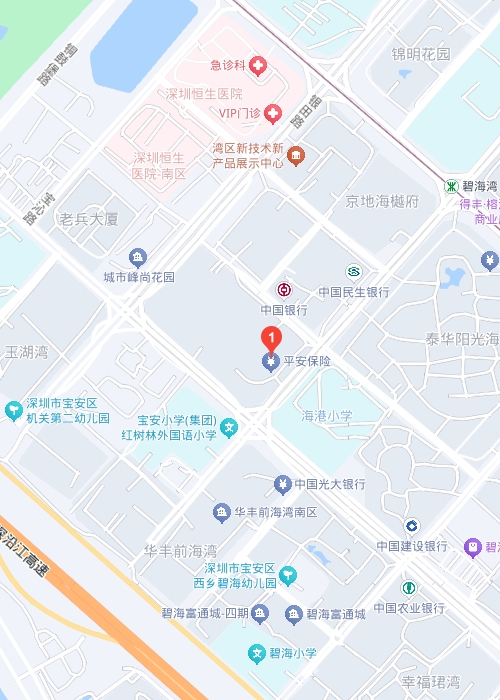 锦明花园
急诊科
深圳恒生医院
VIP门诊
银田路
湾区新技术新
产品展示中心
深圳恒生
医院-南区
碧海湾
京地海樾府
得丰·榕
商业
宝沁路
老兵大厦
城市峰尚花园
中国民生银行
中国银行
1
平安保险
泰华阳光海
玉湖湾
深圳市宝安区
机关第二幼儿园
宝安小学(集团)
红树林外国语小学
海港小学
中国光大银行
华丰前海湾南区
沿江高速
华丰前海湾
中国建设银行
碧
深圳市宝安区
西乡碧海幼儿园
中国农业银行
碧海富通城-四期
碧海富通城
碧海小学
幸福珺湾